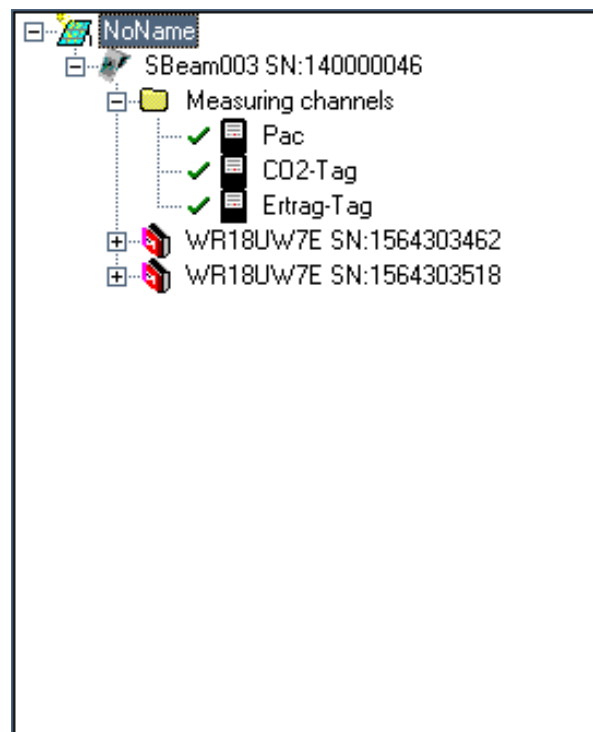 NoName
SBeam003 SN:140000046
Measuring channels
Pac
CO2-Tag
Ertrag-Tag
WR18UW7E SN:1564303462
WR18UW7E SN:1564303518